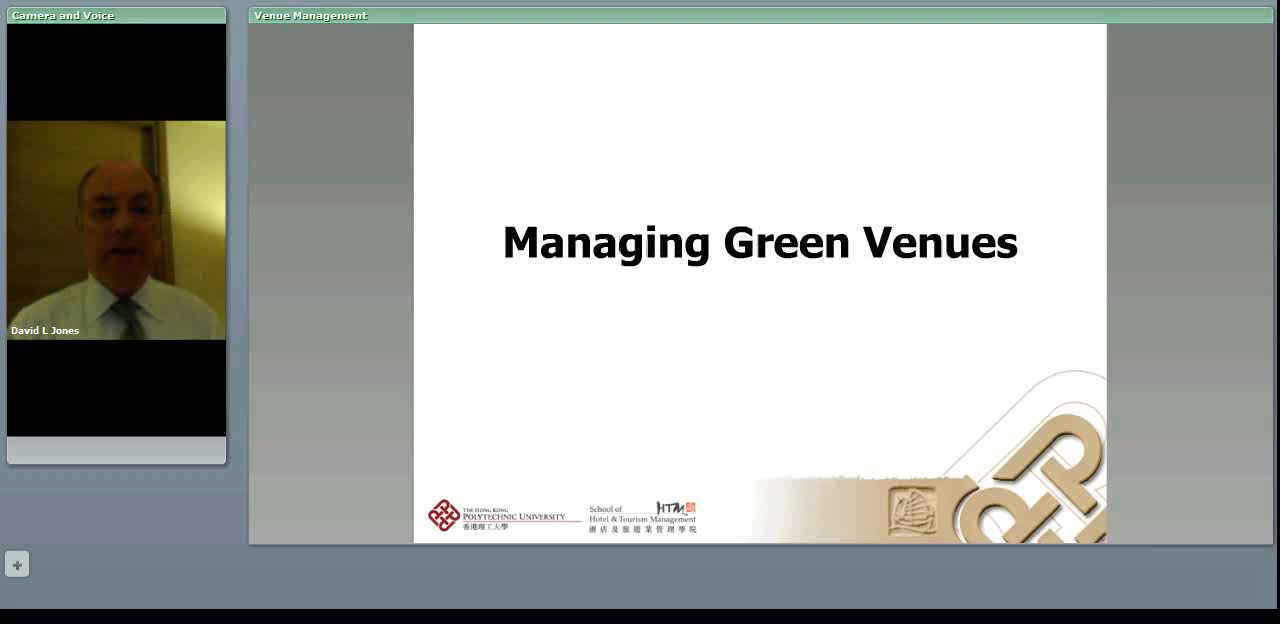 Camera and Voice
Venue Management
Managing Green Venues
David L Jones
THE HONG KONG
POLYTECHNIC UNIVERSITY
香港理工大學
School of
HTM
Hotel & Tourism Management
酒店及旅遊業管理學院